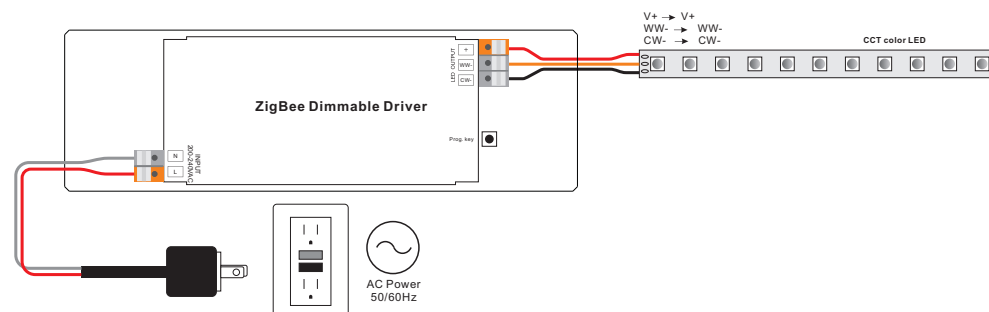 V+ → V+
WW- → WW-
CW- → CW-
CCT color LED
LED OUTPUT
+
WW-
CW-
ZigBee Dimmable Driver
Prog. key
N
L
INPUT
200-240VAC
AC Power
50/60Hz